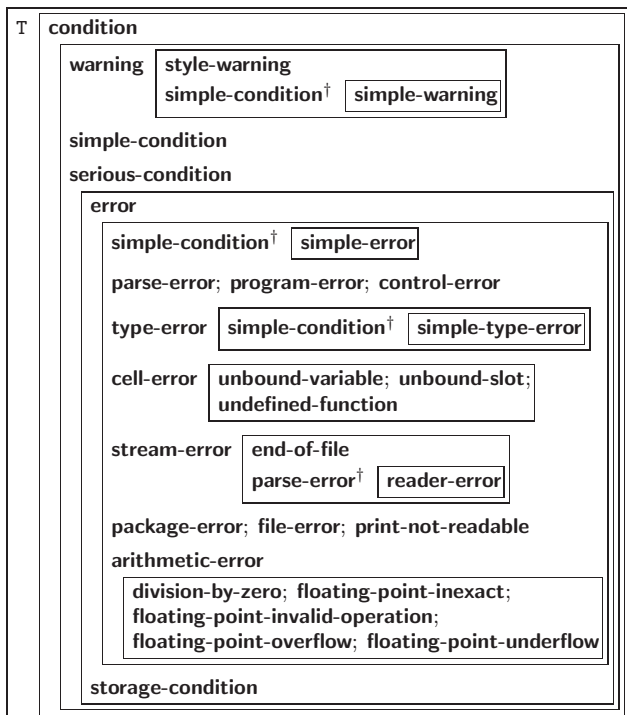 T condition
warning style-warning
simple-condition† simple-warning
simple-condition
serious-condition
error
simple-condition† simple-error
parse-error; program-error; control-error
type-error simple-condition† simple-type-error
cell-error unbound-variable; unbound-slot;
undefined-function
stream-error end-of-file
parse-error† reader-error
package-error; file-error; print-not-readable
arithmetic-error
division-by-zero; floating-point-inexact;
floating-point-invalid-operation;
floating-point-overflow; floating-point-underflow
storage-condition